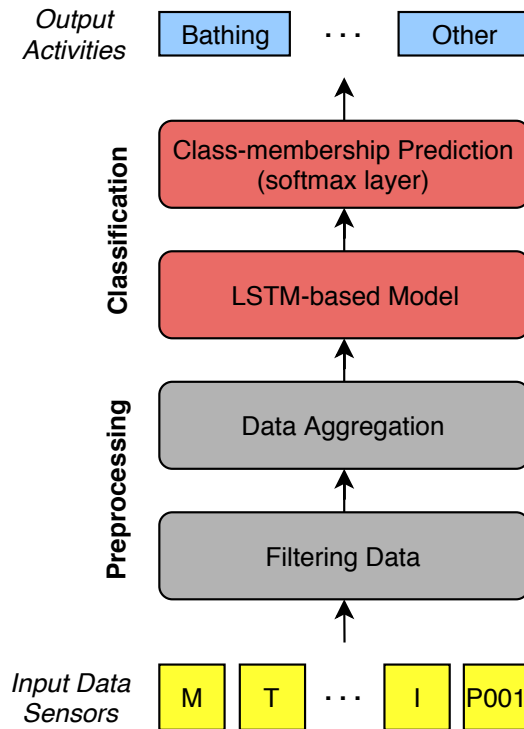 Output
Activities
Bathing
...
Other
Classification
Class-membership Prediction
(softmax layer)
LSTM-based Model
Preprocessing
Data Aggregation
Filtering Data
Input Data
Sensors
M
T
...
I
P001